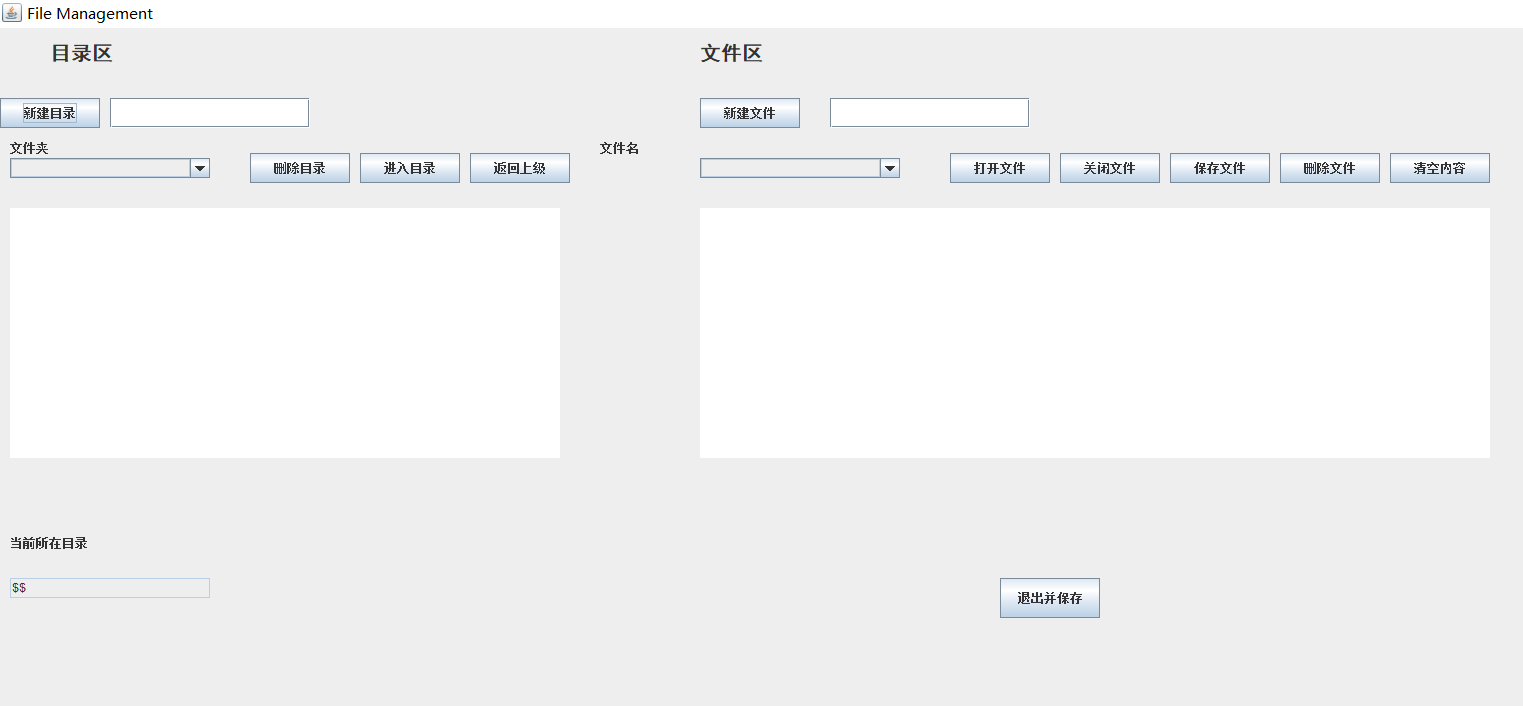 File Management
目录区
文件区
新建目录
新建文件
文件夹
文件名
删除目录 进入目录 返回上级
打开文件 关闭文件 保存文件 删除文件 清空内容
当前所在目录
$$
退出并保存